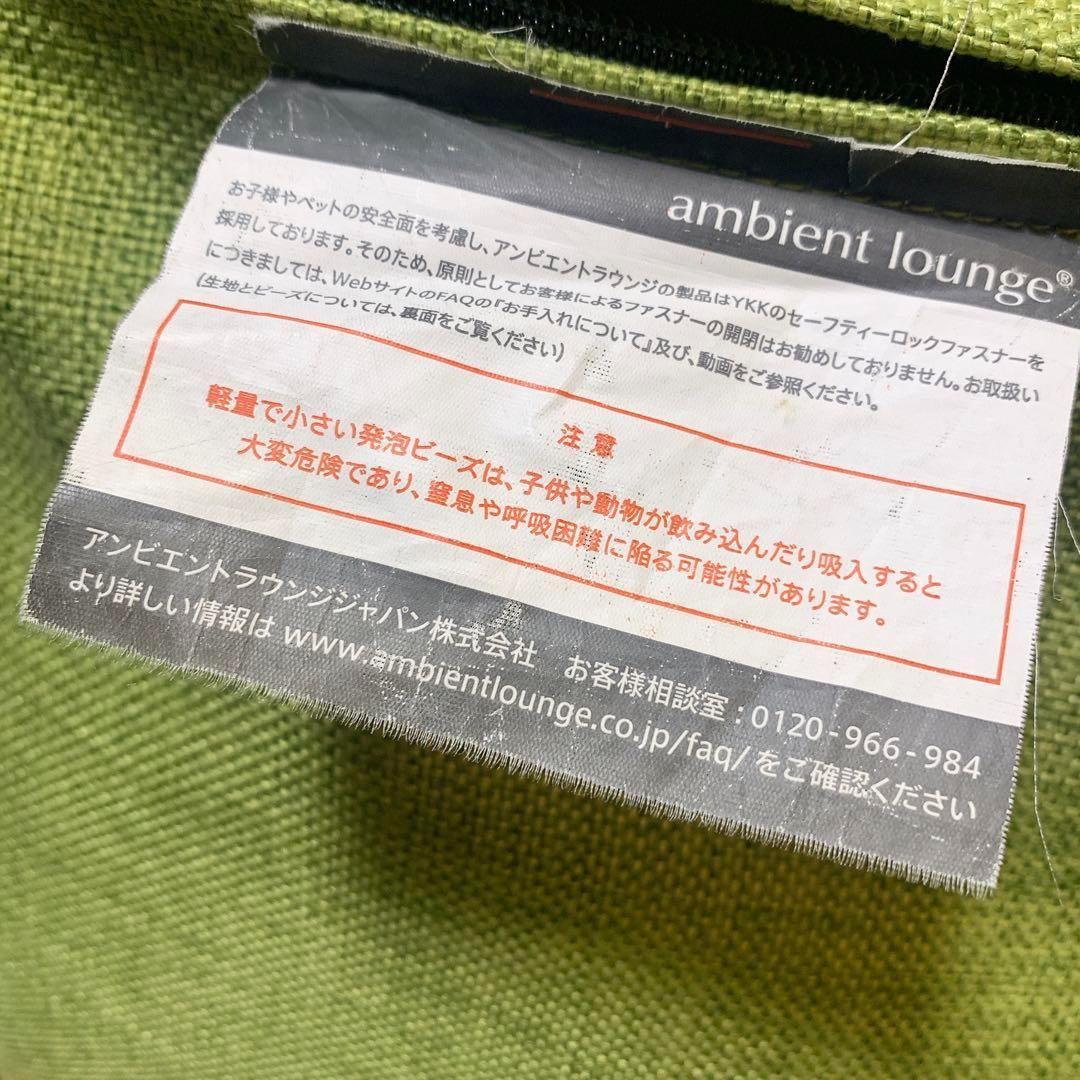 ambient lounge®
お子様やペットの安全面を考慮し、アンビエントラウンジの製品はYKKのセーフティーロックファスナーを
採用しております。そのため、原則としてお客様によるファスナーの開閉はお勧めしておりません。お取扱い
につきましては、WebサイトのFAQの『お手入れについて』及び、動画をご参照ください。
(生地とビーズについては、裏面をご覧ください)
注意
軽量で小さい発泡ビーズは、子供や動物が飲み込んだり吸入すると
大変危険であり、窒息や呼吸困難に陥る可能性があります。
アンビエントラウンジジャパン株式会社 お客様相談室:0120-966-984
より詳しい情報は www.ambientlounge.co.jp/faq/ をご確認ください